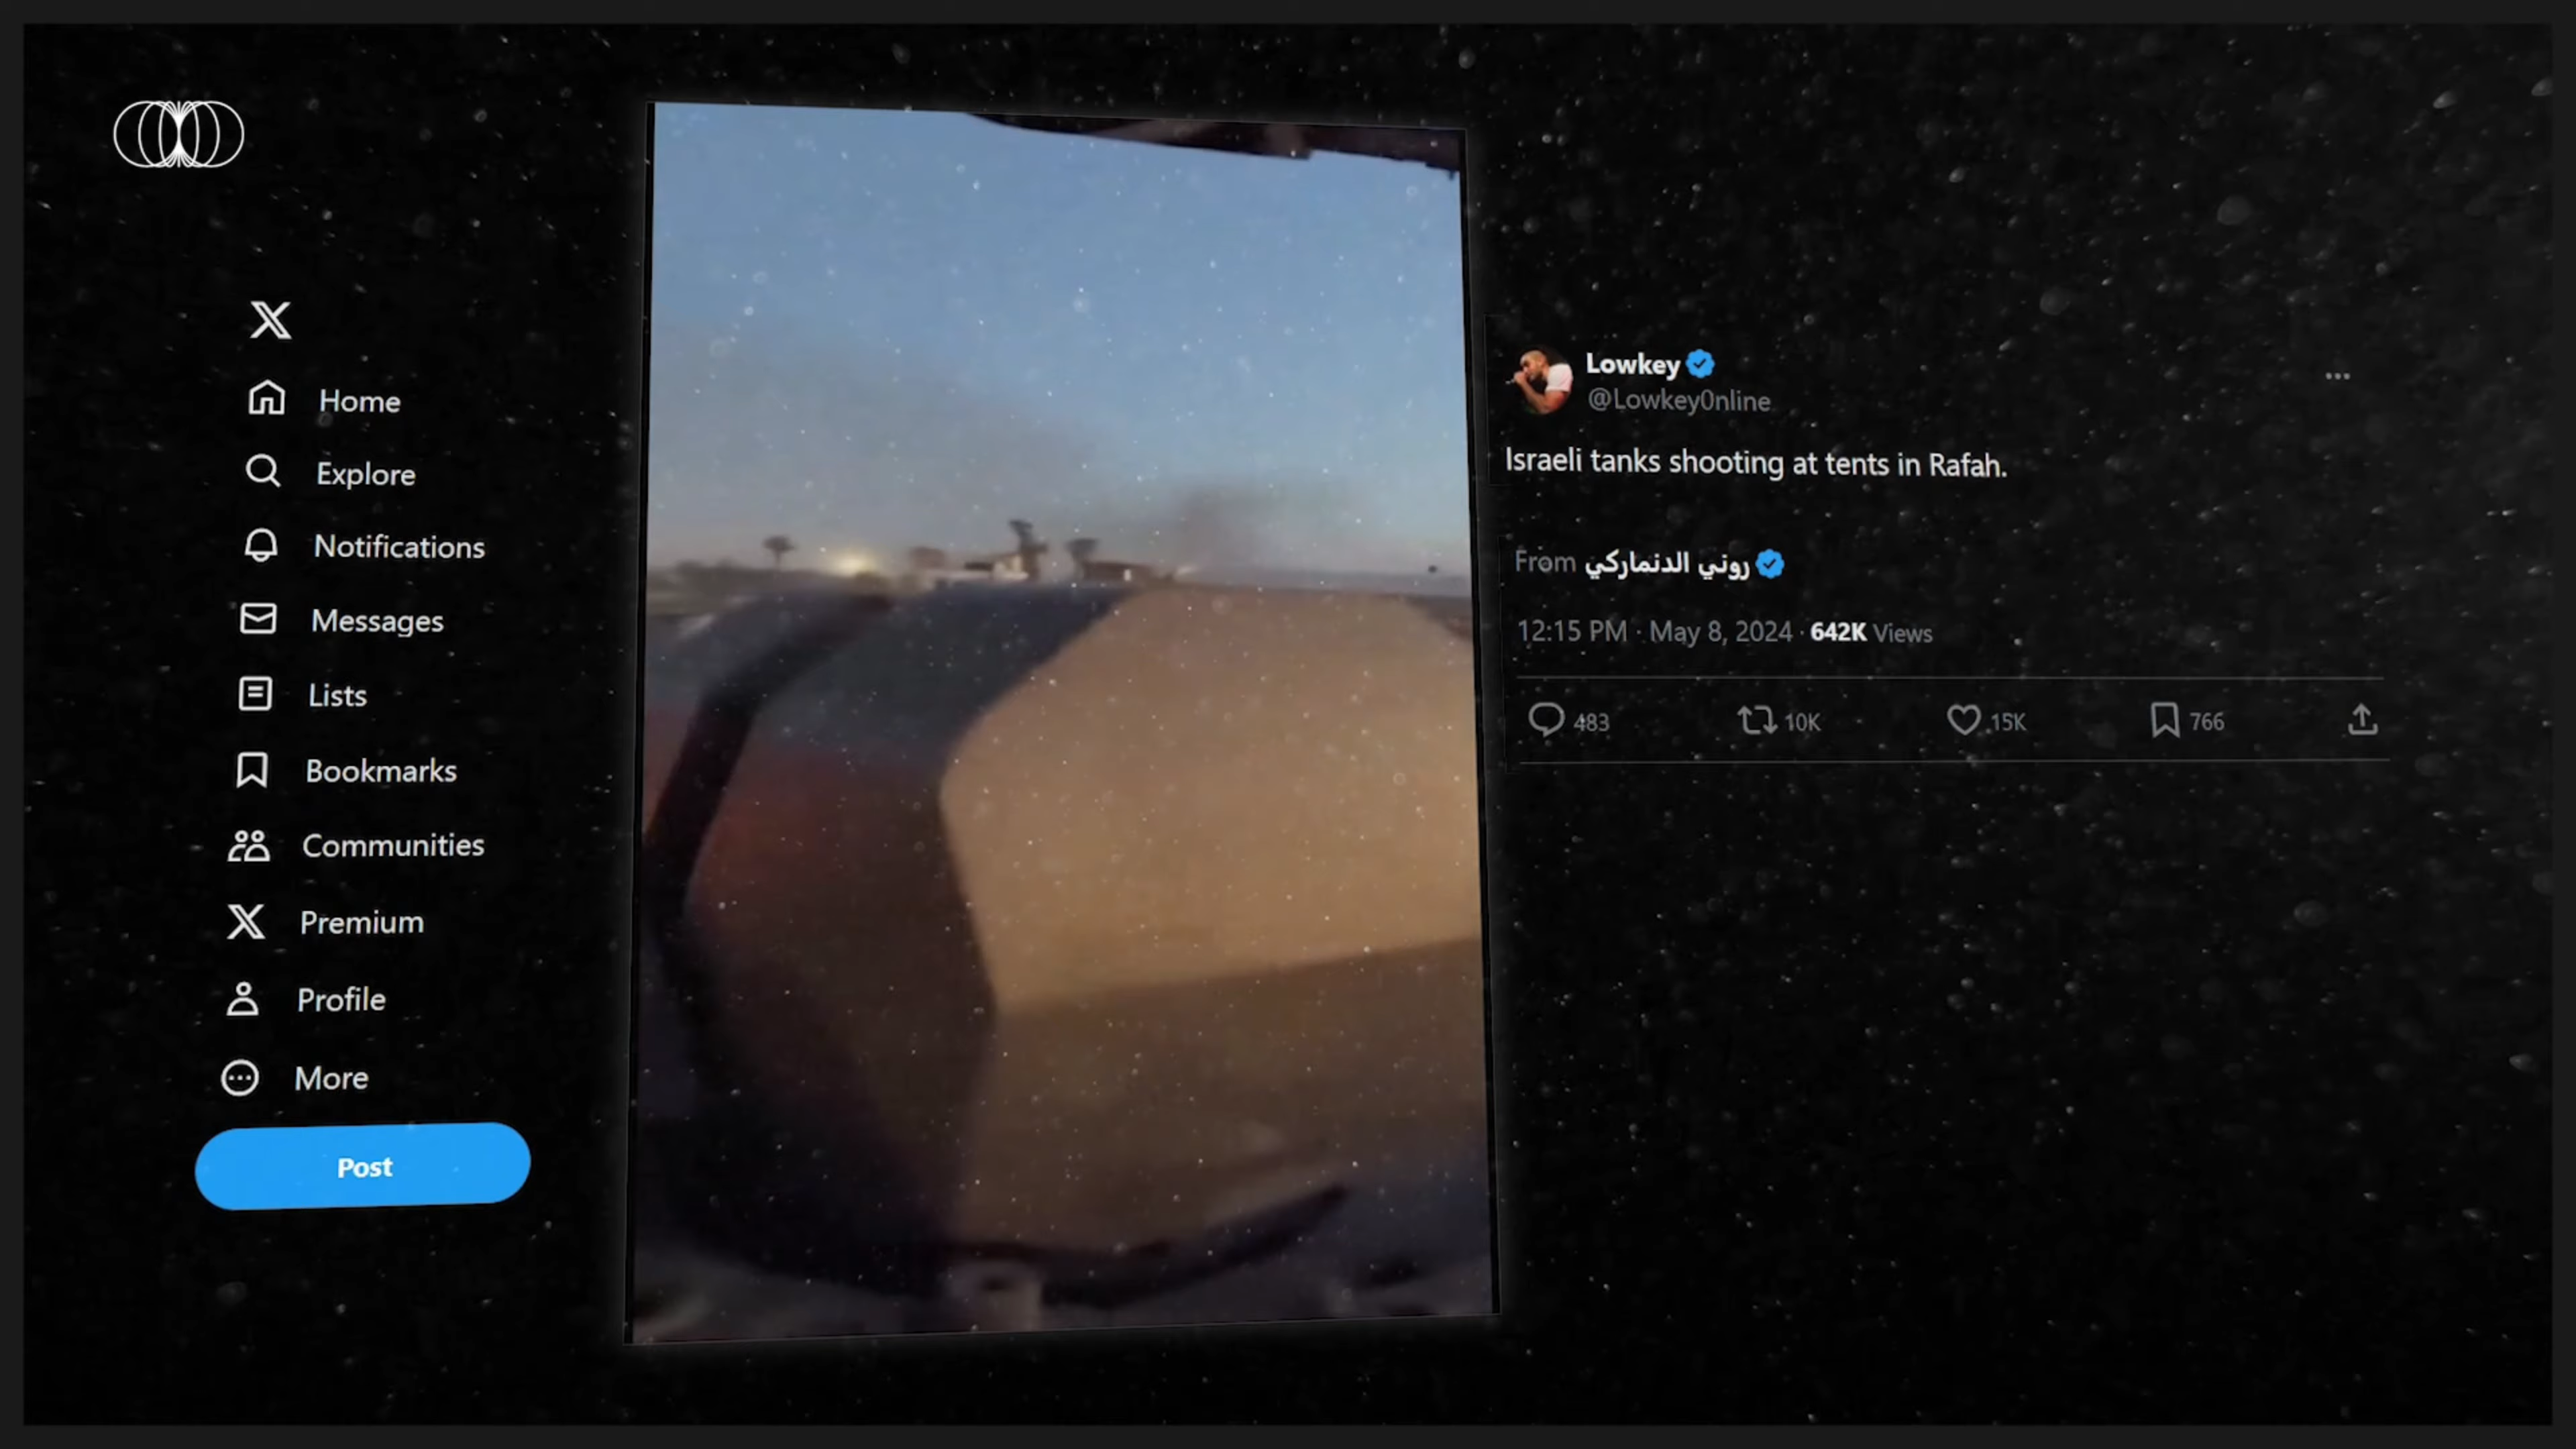 Home
Explore
Notifications
Messages
Lists
Bookmarks
Communities
Premium
Profile
More
Post
Lowkey
@Lowkey0nline
Israeli tanks shooting at tents in Rafah.
From روني الدنماركي
12:15 PM · May 8, 2024 · 642K Views
483 10K 15K 766